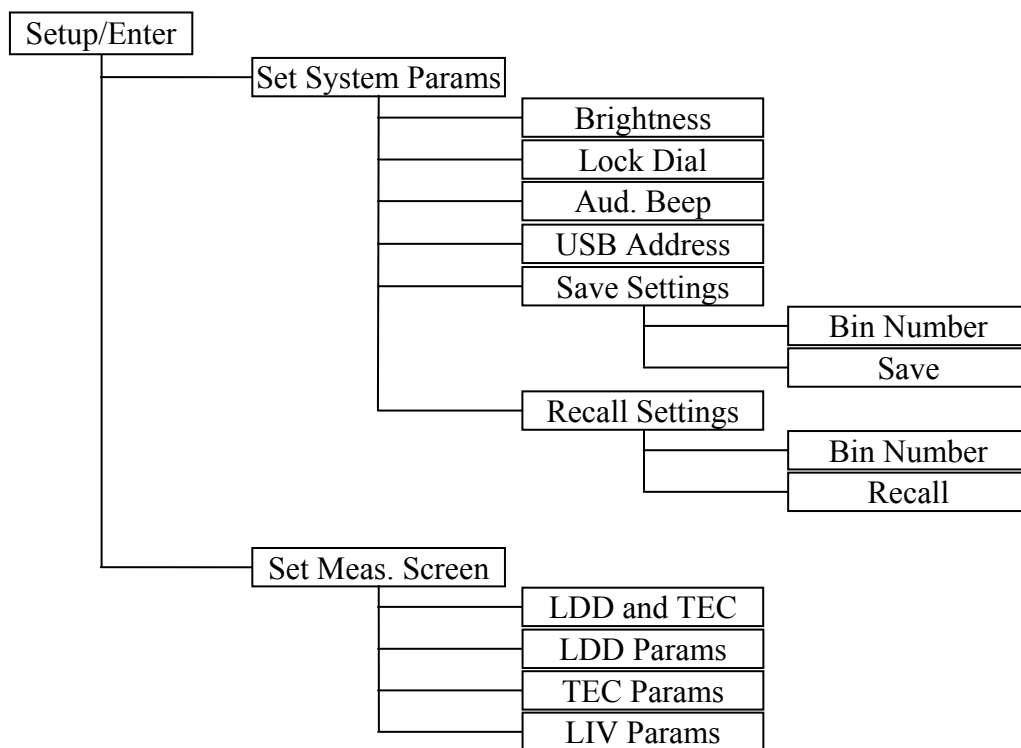 Setup/Enter
Set System Params
Brightness
Lock Dial
Aud. Beep
USB Address
Save Settings
Bin Number
Save
Recall Settings
Bin Number
Recall
Set Meas. Screen
LDD and TEC
LDD Params
TEC Params
LIV Params